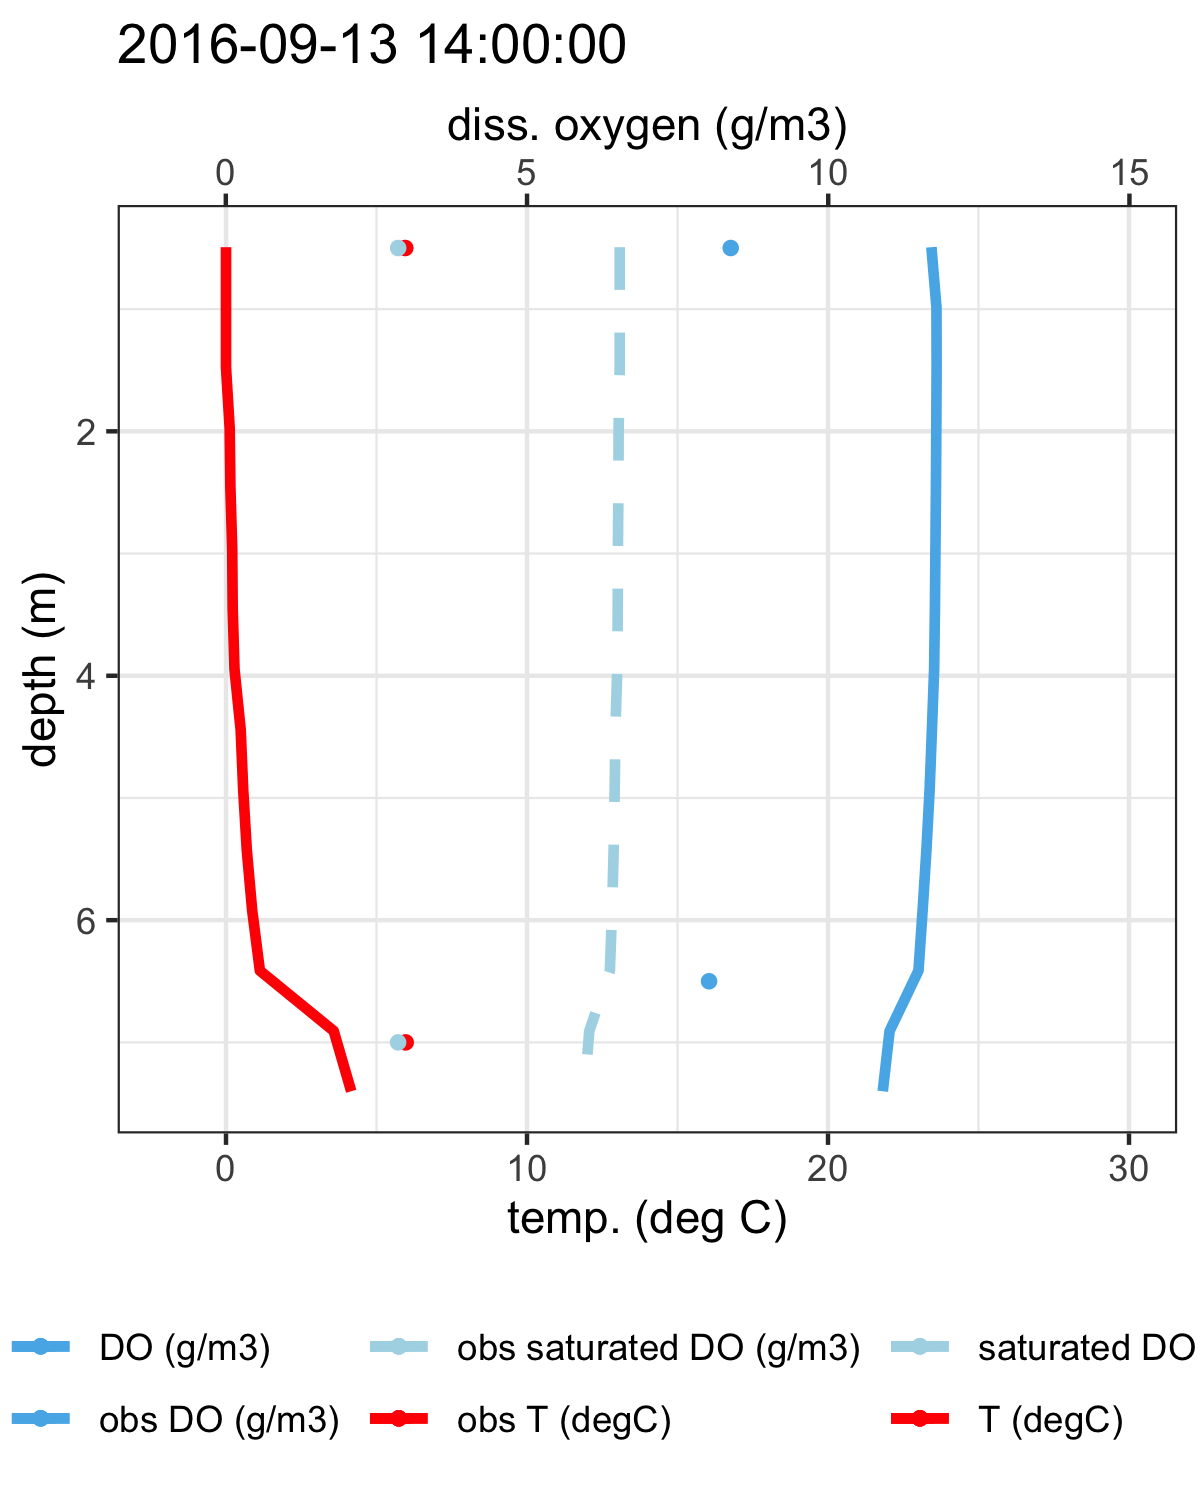 2016-09-13 14:00:00
diss. oxygen (g/m3)
0 5 10 15
2
4
6
depth (m)
0 10 20 30
temp. (deg C)
DO (g/m3) obs saturated DO (g/m3) saturated DO
obs DO (g/m3) obs T (degC) T (degC)